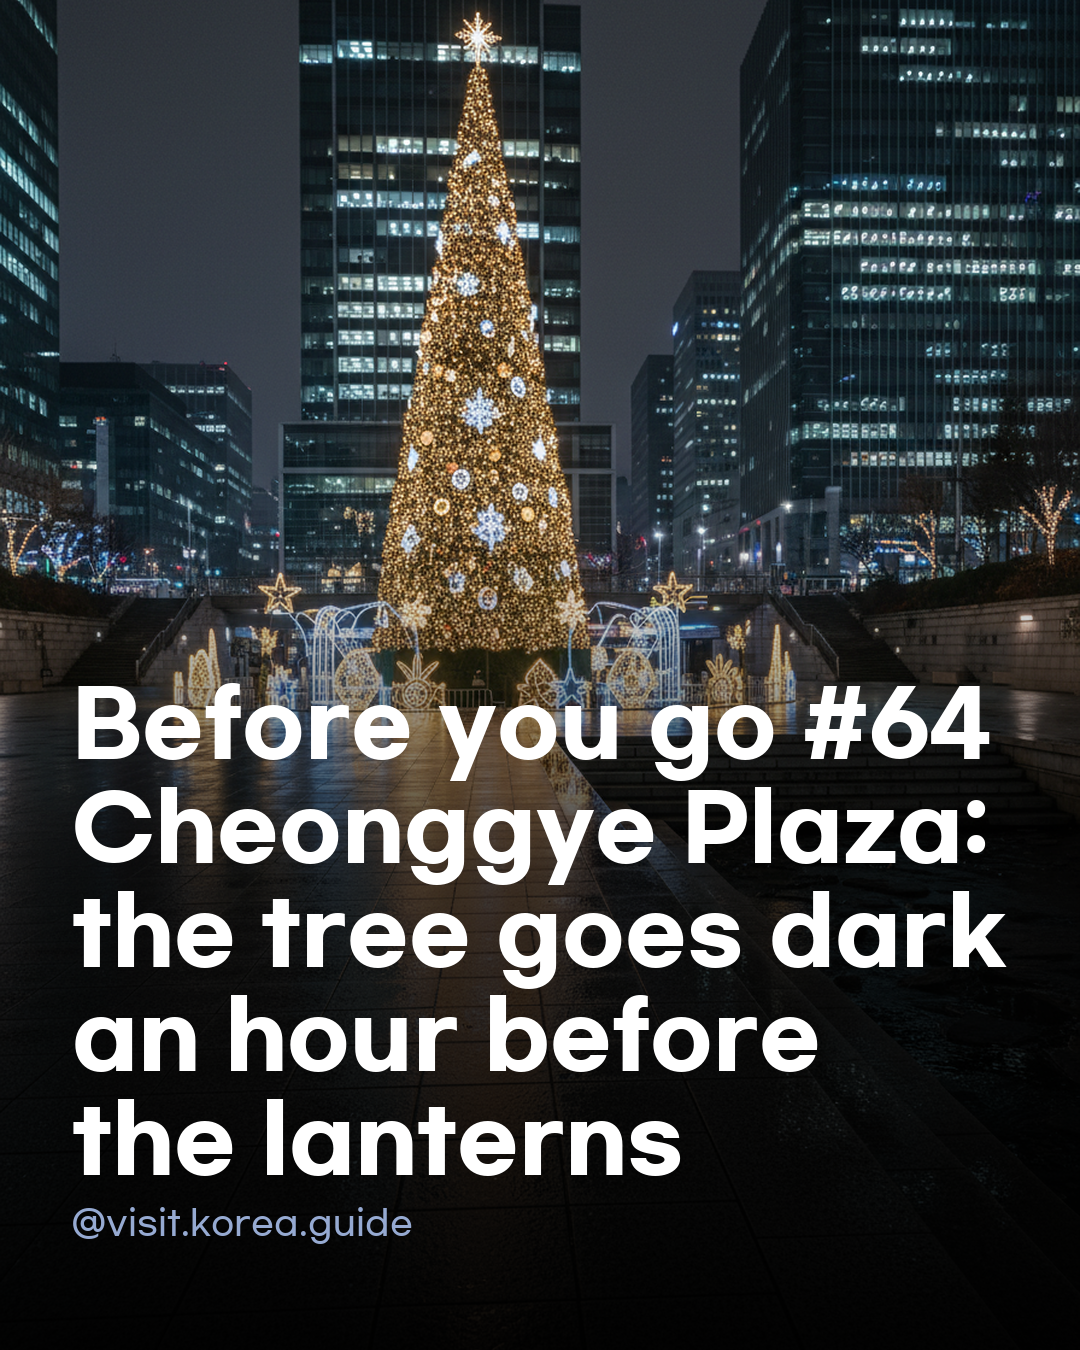 Before you go #64
Cheonggye Plaza:
the tree goes dark
an hour before
the lanterns
@visit.korea.guide